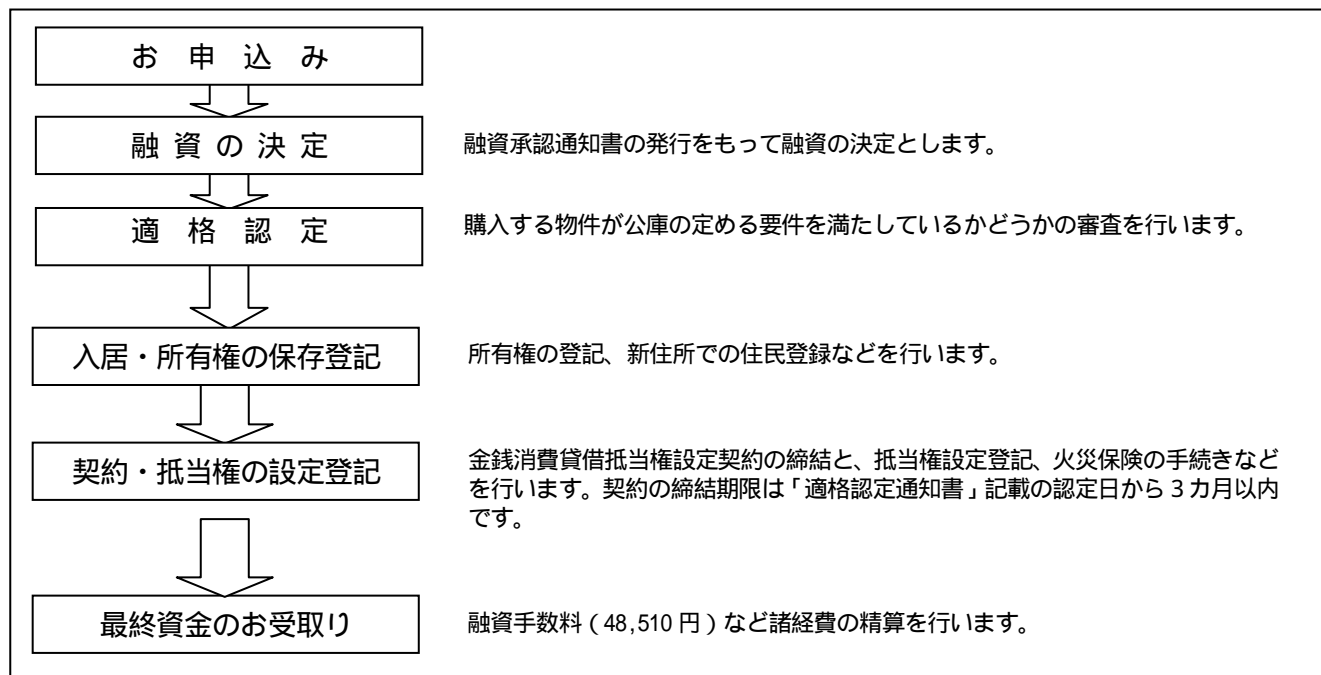 お 申 込 み
融 資 の 決 定
融資承認通知書の発行をもって融資の決定とします。
適 格 認 定
購入する物件が公庫の定める要件を満たしているかどうかの審査を行います。
入居・所有権の保存登記
所有権の登記、新住所での住民登録などを行います。
契約・抵当権の設定登記
金銭消費貸借抵当権設定契約の締結と、抵当権設定登記、火災保険の手続きなど
を行います。契約の締結期限は「適格認定通知書」記載の認定日から3カ月以内
です。
最終資金のお受取り
融資手数料(48,510 円)など諸経費の精算を行います。